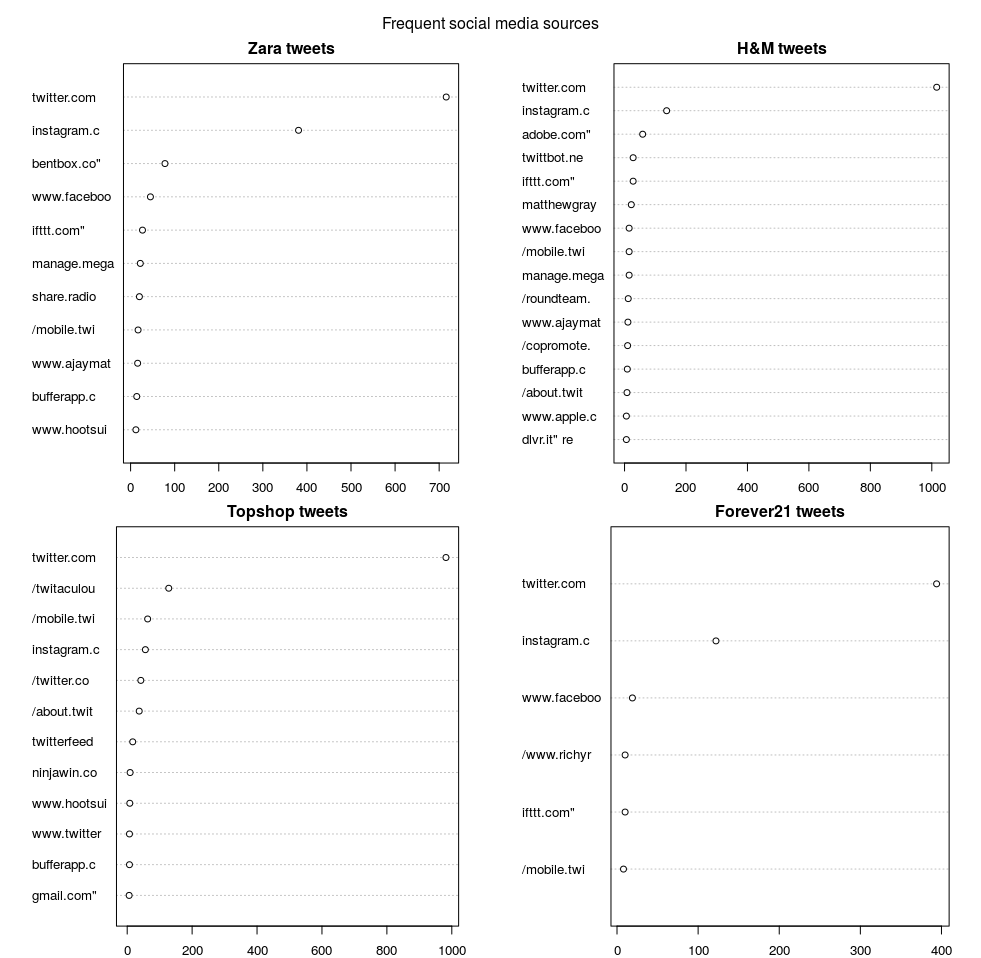 Frequent social media sources
Zara tweets
twitter.com
instagram.c
bentbox.co"
www.faceboo
ifttt.com"
manage.mega
share.radio
/mobile.twi
www.ajaymat
bufferapp.c
www.hootsui
0 100 200 300 400 500 600 700
H&M tweets
twitter.com
instagram.c
adobe.com"
twittbot.ne
ifttt.com"
matthewgray
www.faceboo
/mobile.twi
manage.mega
/roundteam.
www.ajaymat
/copromote.
bufferapp.c
/about.twit
www.apple.c
dlvr.it" re
0 200 400 600 800 1000
Topshop tweets
twitter.com
/twitaculou
/mobile.twi
instagram.c
/twitter.co
/about.twit
twitterfeed
ninjawin.co
www.hootsui
www.twitter
bufferapp.c
gmail.com"
0 200 400 600 800 1000
Forever21 tweets
twitter.com
instagram.c
www.faceboo
/www.richyr
ifttt.com"
/mobile.twi
0 100 200 300 400